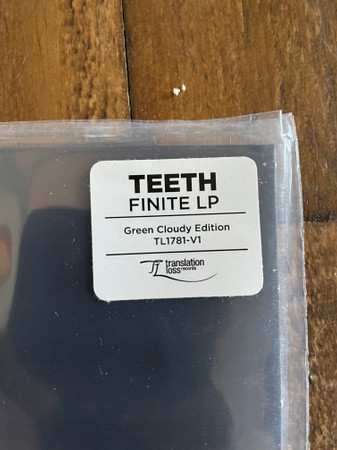 TEETH
FINITE LP
Green Cloudy Edition
TL1781-V1
TL translation
loss records